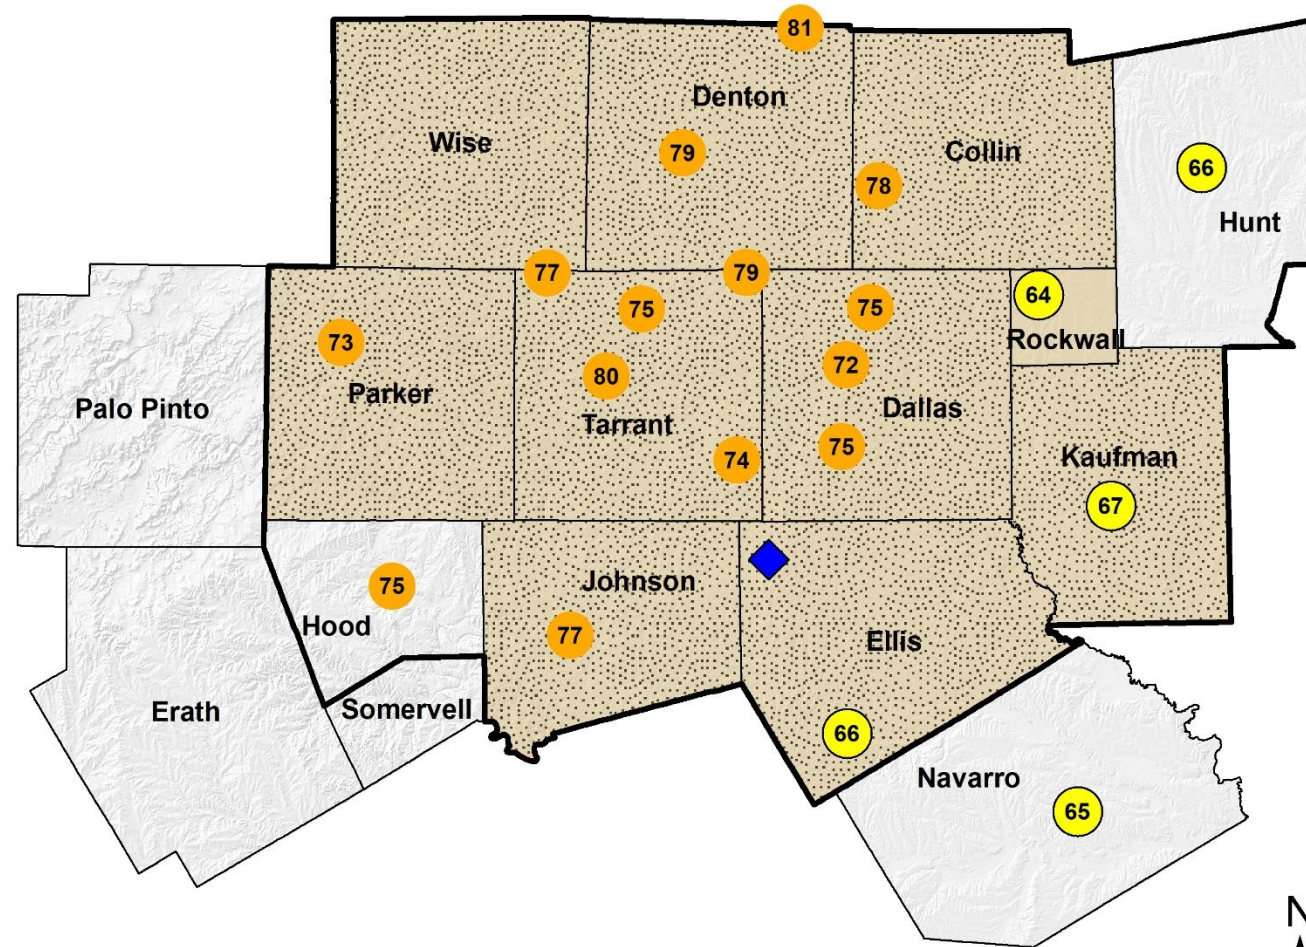 81
Denton
Wise
79
Collin
78
66
Hunt
77
79
75
75
64
Rockwall
73
72
80
Parker
Palo Pinto
Tarrant
Dallas
74
75
Kaufman
67
75
Johnson
Hood
77
Ellis
Erath
Somervell
66
Navarro
65
N